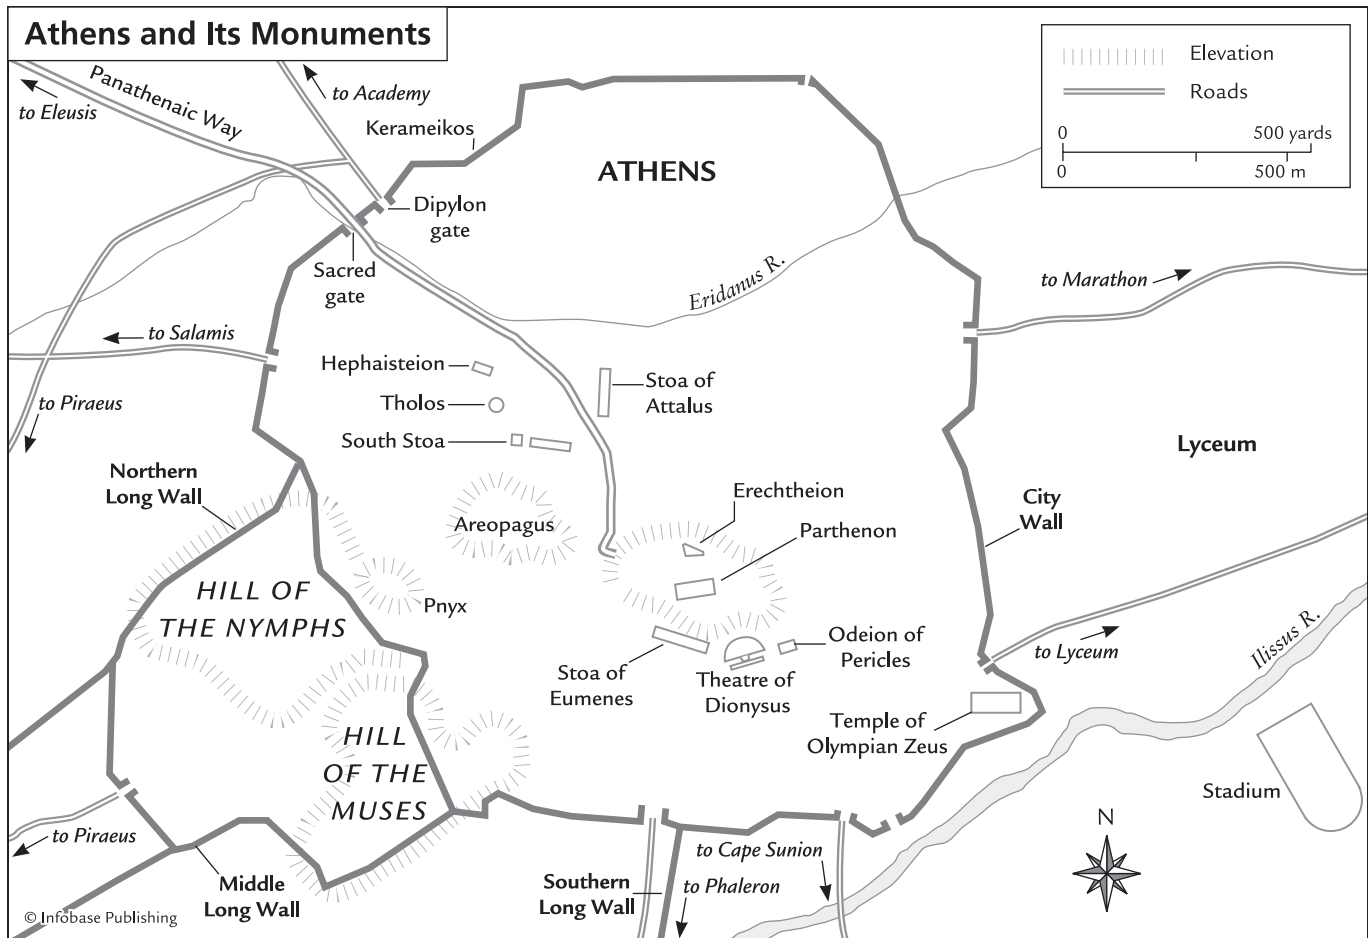 Athens and Its Monuments
Elevation
Roads
0
500 yards
0
500 m
Panathenaic Way
to Eleusis
to Academy
Kerameikos
ATHENS
Dipylon
gate
Sacred
gate
Eridanus R.
to Marathon
to Salamis
to Piraeus
Hephaisteion
Tholos
South Stoa
Stoa of
Attalus
Lyceum
Northern
Long Wall
Areopagus
Erechtheion
Parthenon
City
Wall
HILL OF
THE NYMPHS
Pnyx
Stoa of
Eumenes
Theatre of
Dionysus
Odeion of
Pericles
to Lyceum
Ilissus R.
Temple of
Olympian Zeus
HILL
OF THE
MUSES
Stadium
to Piraeus
Middle
Long Wall
Southern
Long Wall
to Cape Sunion
to Phaleron
N
© Infobase Publishing